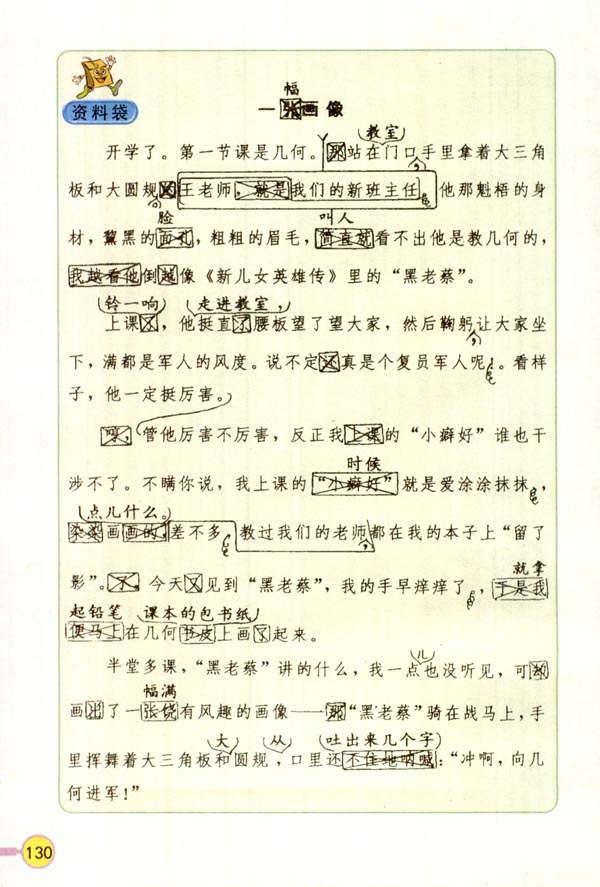 资料袋
幅
一张画像
教室
开学了。第一节课是几何。那站在门口手里拿着大三角
板和大圆规的王老师，就是我们的新班主任。他那魁梧的身
脸 叫人
材，黧黑的面孔，粗粗的眉毛，简直就看不出他是教几何的，
我越看他倒越像《新儿女英雄传》里的“黑老蔡”。
铃一响 走进教室，
上课了，他挺直了腰板望了望大家，然后鞠躬让大家坐
下，满都是军人的风度。说不定还真是个复员军人呢。看样
子，他一定挺厉害。
唉，管他厉害不厉害，反正我上课的“小癖好”谁也干
时候
涉不了。不瞒你说，我上课的“小癖好”就是爱涂涂抹抹，
点儿什么。
染染画画的，差不多教过我们的老师都在我的本子上“留了
影”。了。今天又见到“黑老蔡”，我的手早痒痒了，于是我
就拿
起铅笔 课本的包书纸
便马上在几何书皮上画了起来。
儿
半堂多课，“黑老蔡”讲的什么，我一点也没听见，可却
幅满
画出了一张饶有风趣的画像——那“黑老蔡”骑在战马上，手
大 从 吐出来几个字
里挥舞着大三角板和圆规，口里还不住地呐喊：“冲啊，向几
何进军！”
130